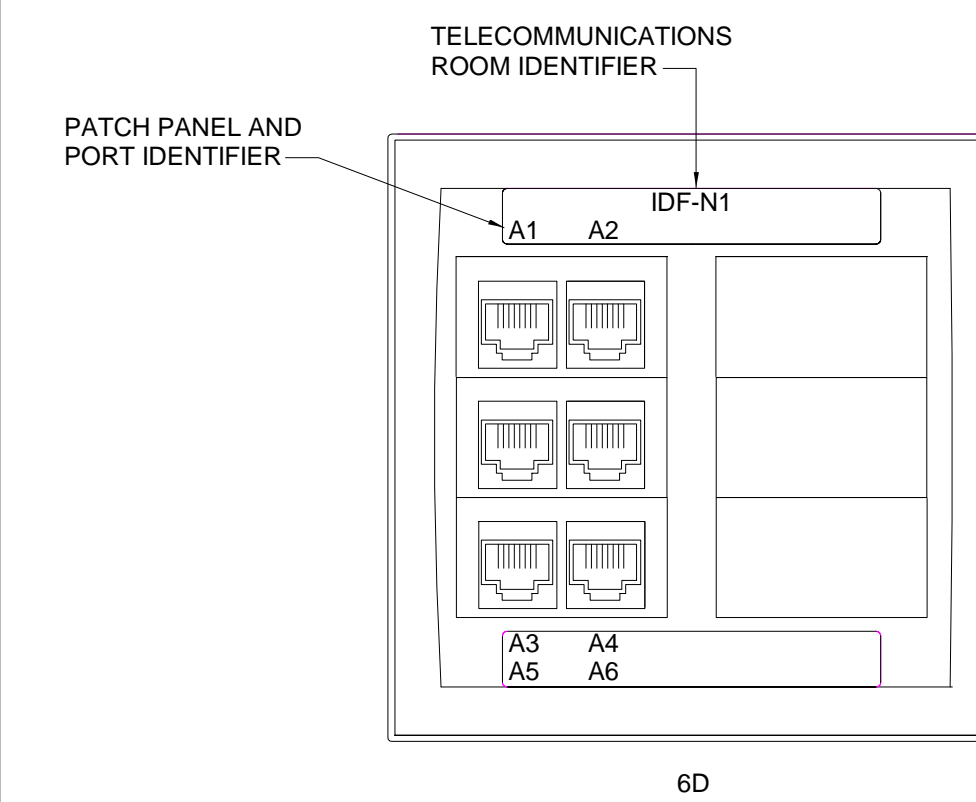 TELECOMMUNICATIONS
ROOM IDENTIFIER
PATCH PANEL AND
PORT IDENTIFIER
IDF-N1
A1 A2
A3 A4
A5 A6
6D